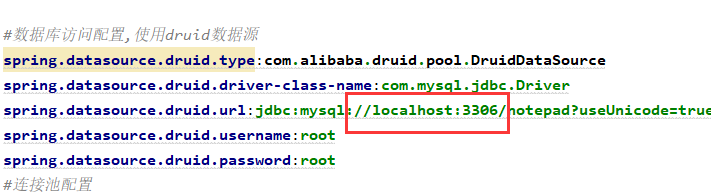 #数据库访问配置,使用druid数据源
spring.datasource.druid.type:com.alibaba.druid.pool.DruidDataSource
spring.datasource.druid.driver-class-name:com.mysql.jdbc.Driver
spring.datasource.druid.url:jdbc:mysql://localhost:3306/notepad?useUnicode=true
spring.datasource.druid.username:root
spring.datasource.druid.password:root
#连接池配置